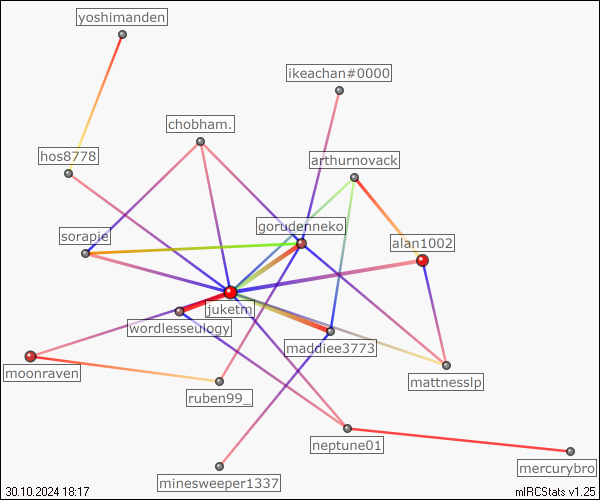 yoshimanden
ikeachan#0000
chobham.
hos8778
arthurnovack
gorudenneko
sorapie
alan1002
juketm
wordlesseulogy
maddiee3773
moonraven
mattnesslp
ruben99_
neptune01
mercurybro
minesweeper1337
30.10.2024 18:17
mIRCStats v1.25